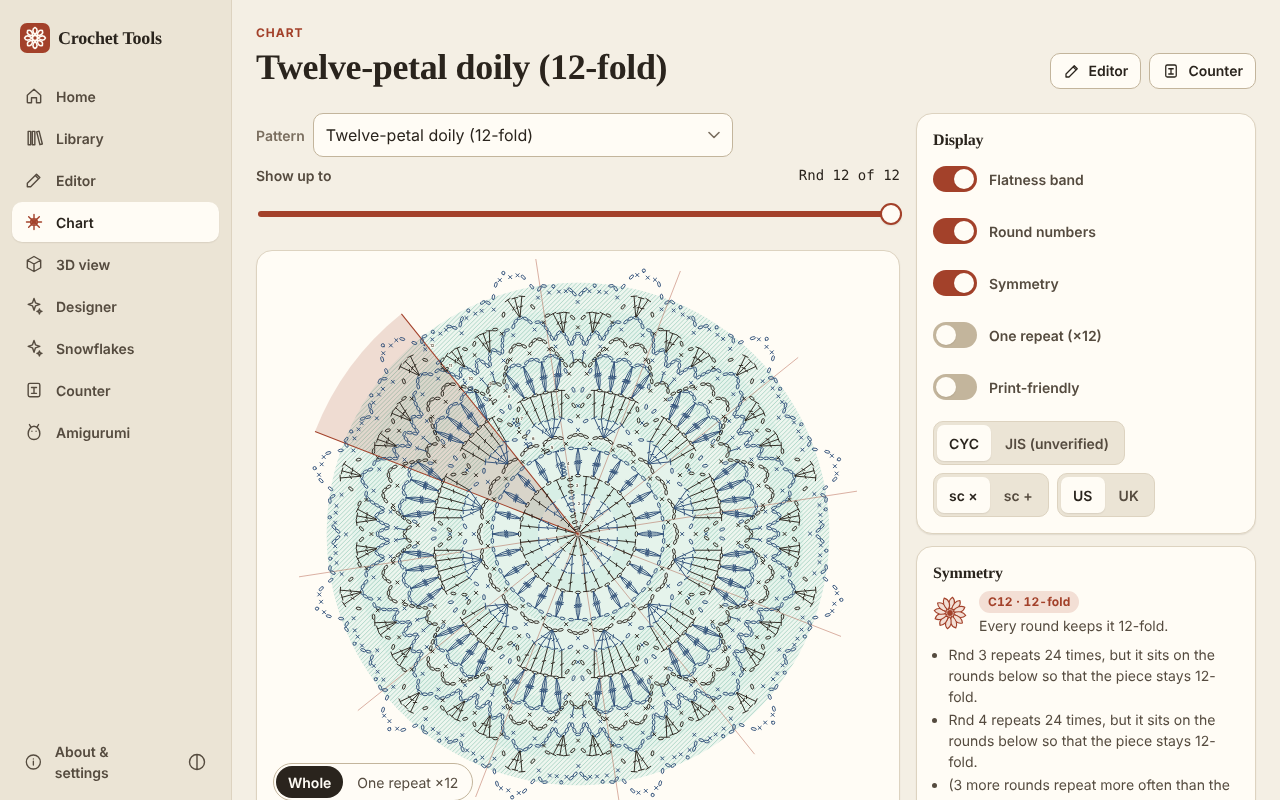 Crochet Tools
Home
Library
Editor
Chart
3D view
Designer
Snowflakes
Counter
Amigurumi
About &
settings
CHART
Twelve-petal doily (12-fold)
Editor
Counter
Pattern
Twelve-petal doily (12-fold)
Show up to
Rnd 12 of 12
Whole
One repeat ×12
Display
Flatness band
Round numbers
Symmetry
One repeat (×12)
Print-friendly
CYC
JIS (unverified)
sc ×
sc +
US
UK
Symmetry
C12 · 12-fold
Every round keeps it 12-fold.
• Rnd 3 repeats 24 times, but it sits on the
rounds below so that the piece stays 12-
fold.
• Rnd 4 repeats 24 times, but it sits on the
rounds below so that the piece stays 12-
fold.
• (3 more rounds repeat more often than the